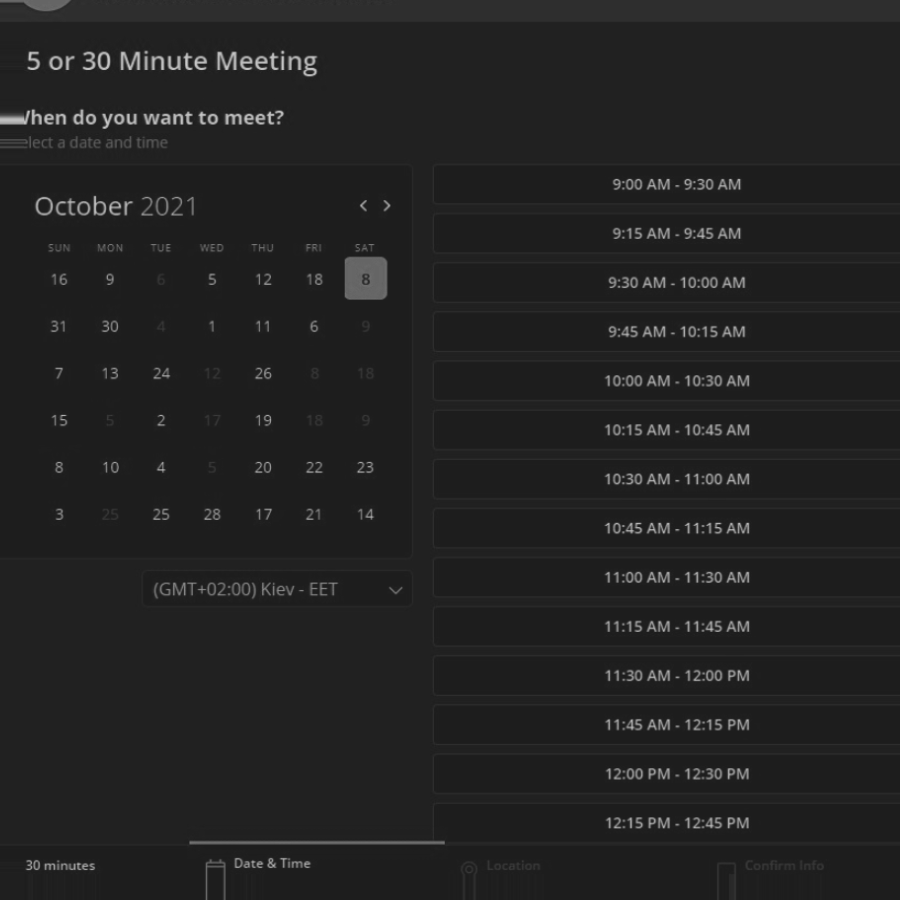 5 or 30 Minute Meeting
When do you want to meet?
lect a date and time
October 2021
SUN MON TUE WED THU FRI SAT
16 9 6 5 12 18 8
31 30 4 1 11 6 9
7 13 24 12 26 8 18
15 5 2 17 19 18 9
8 10 4 5 20 22 23
3 25 25 28 17 21 14
(GMT+02:00) Kiev - EET
9:00 AM - 9:30 AM
9:15 AM - 9:45 AM
9:30 AM - 10:00 AM
9:45 AM - 10:15 AM
10:00 AM - 10:30 AM
10:15 AM - 10:45 AM
10:30 AM - 11:00 AM
10:45 AM - 11:15 AM
11:00 AM - 11:30 AM
11:15 AM - 11:45 AM
11:30 AM - 12:00 PM
11:45 AM - 12:15 PM
12:00 PM - 12:30 PM
12:15 PM - 12:45 PM
30 minutes
Date & Time
Location
Confirm Info